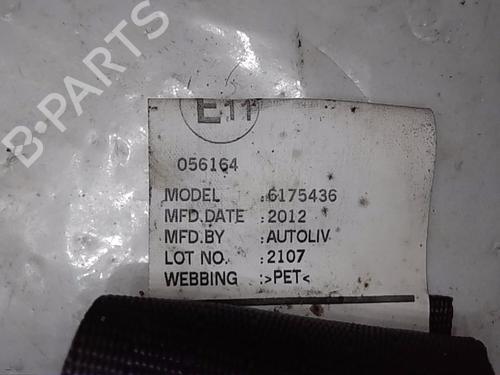 B-PARTS
E11
056164
MODEL :6175436
MFD.DATE :2012
MFD.BY :AUTOLIV
LOT NO. :2107
WEBBING :>PET<